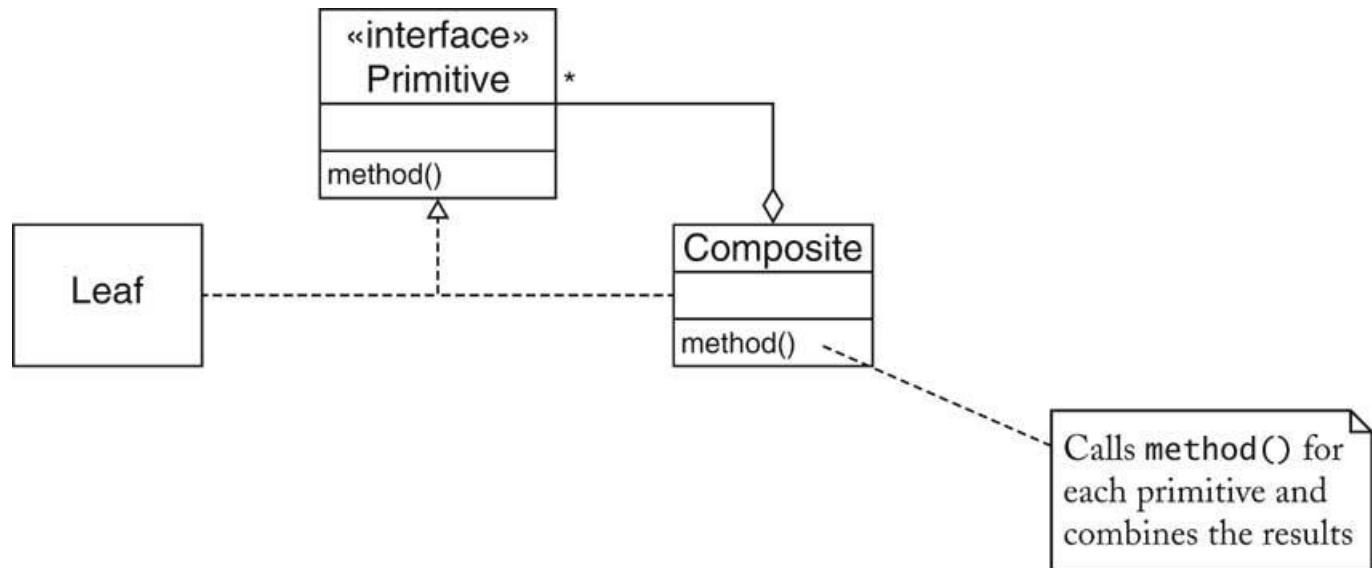 «interface»
Primitive
*
method()
Leaf
Composite
method()
Calls method() for
each primitive and
combines the results